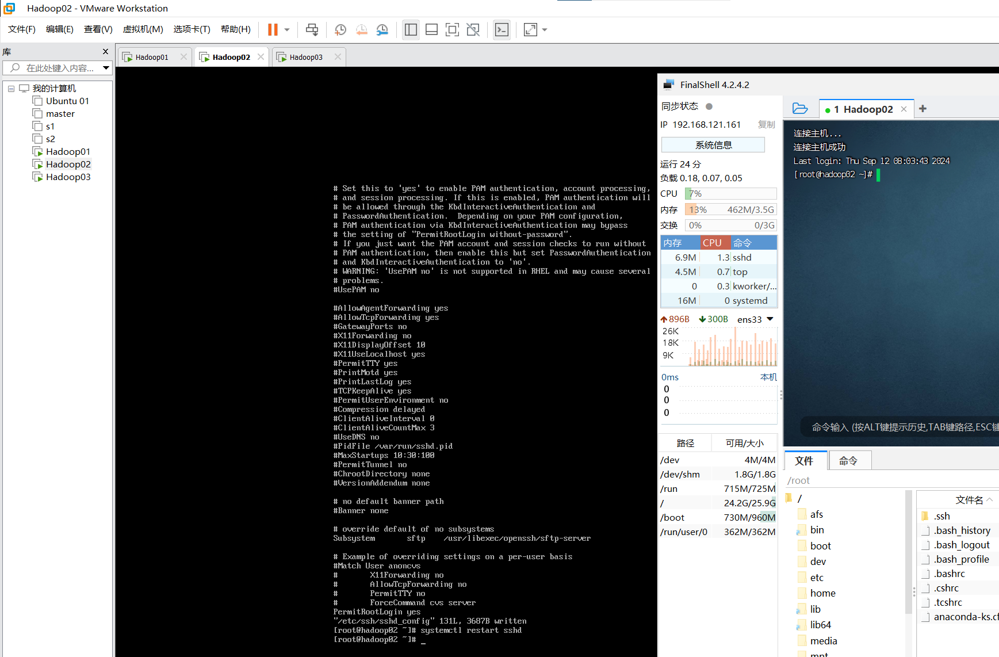 Hadoop02 - VMware Workstation
文件(F) 编辑(E) 查看(V) 虚拟机(M) 选项卡(T) 帮助(H)
库
在此处键入内容...
我的计算机
Ubuntu 01
master
s1
s2
Hadoop01
Hadoop02
Hadoop03
Hadoop01 Hadoop02 Hadoop03
# Set this to 'yes' to enable PAM authentication, account processing,
# and session processing. If this is enabled, PAM authentication will
# be allowed through the KbdInteractiveAuthentication and
# PasswordAuthentication.  Depending on your PAM configuration,
# PAM authentication via KbdInteractiveAuthentication may bypass
# the setting of "PermitRootLogin without-password".
# If you just want the PAM account and session checks to run without
# PAM authentication, then enable this but set PasswordAuthentication
# and KbdInteractiveAuthentication to 'no'.
# WARNING: 'UsePAM no' is not supported in RHEL and may cause several
# problems.
#UsePAM no
#AllowAgentForwarding yes
#AllowTcpForwarding yes
#GatewayPorts no
#X11Forwarding no
#X11DisplayOffset 10
#X11UseLocalhost yes
#PermitTTY yes
#PrintMotd yes
#PrintLastLog yes
#TCPKeepAlive yes
#PermitUserEnvironment no
#Compression delayed
#ClientAliveInterval 0
#ClientAliveCountMax 3
#UseDNS no
#PidFile /var/run/sshd.pid
#MaxStartups 10:30:100
#PermitTunnel no
#ChrootDirectory none
#VersionAddendum none
# no default banner path
#Banner none
# override default of no subsystems
Subsystem       sftp    /usr/libexec/openssh/sftp-server
# Example of overriding settings on a per-user basis
#Match User anoncvs
#       X11Forwarding no
#       AllowTcpForwarding no
#       PermitTTY no
#       ForceCommand cvs server
PermitRootLogin yes
"/etc/ssh/sshd_config" 131L, 3687B written
[root@hadoop02 ~]# systemctl restart sshd
[root@hadoop02 ~]# _
FinalShell 4.2.4.2
同步状态
IP 192.168.121.161 复制
系统信息
运行 24 分
负载 0.18, 0.07, 0.05
CPU 7%
内存 13% 462M/3.5G
交换 0% 0/3G
内存 CPU 命令
6.9M 1.3 sshd
4.5M 0.7 top
0 0.3 kworker/...
16M 0 systemd
896B 300B ens33
26K
18K
9K
0ms 本机
0
0
0
路径 可用/大小
/dev 4M/4M
/dev/shm 1.8G/1.8G
/run 715M/725M
/ 24.2G/25.9G
/boot 730M/960M
/run/user/0 362M/362M
1 Hadoop02
连接主机...
连接主机成功
Last login: Thu Sep 12 08:03:43 2024
[root@hadoop02 ~]#
命令输入 (按ALT键提示历史,TAB键路径,ESC键
文件 命令
/root
/
afs
bin
boot
dev
etc
home
lib
lib64
media
mnt
文件名
.ssh
.bash_history
.bash_logout
.bash_profile
.bashrc
.cshrc
.tcshrc
anaconda-ks.cf